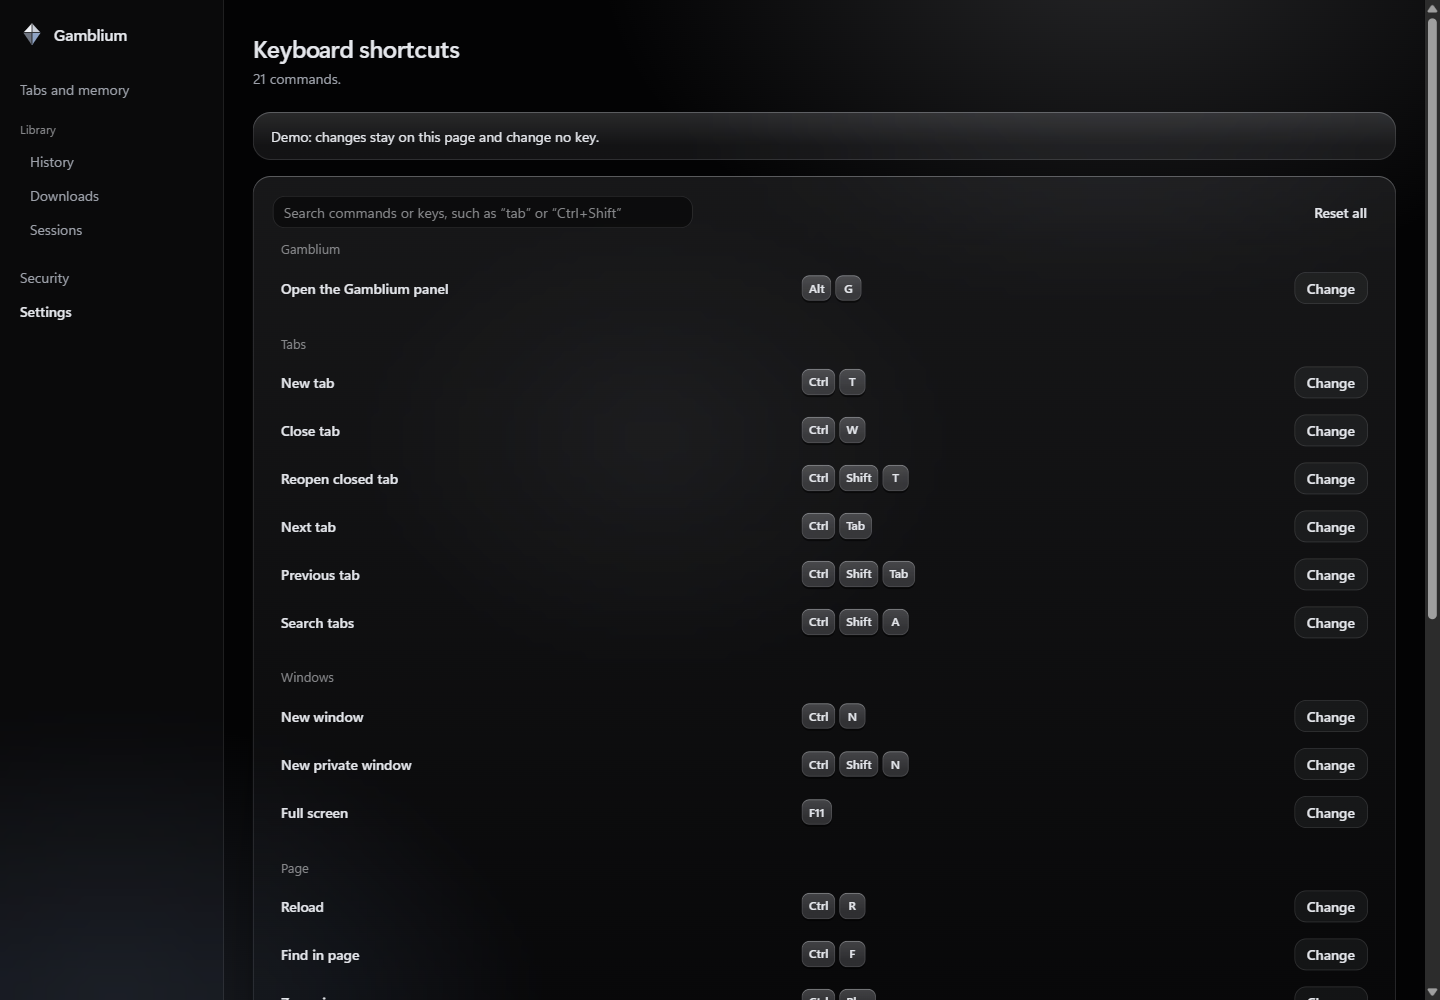 Gamblium
Tabs and memory
Library
History
Downloads
Sessions
Security
Settings
Keyboard shortcuts
21 commands.
Demo: changes stay on this page and change no key.
Search commands or keys, such as “tab” or “Ctrl+Shift”
Reset all
Gamblium
Open the Gamblium panel Alt G Change
Tabs
New tab Ctrl T Change
Close tab Ctrl W Change
Reopen closed tab Ctrl Shift T Change
Next tab Ctrl Tab Change
Previous tab Ctrl Shift Tab Change
Search tabs Ctrl Shift A Change
Windows
New window Ctrl N Change
New private window Ctrl Shift N Change
Full screen F11 Change
Page
Reload Ctrl R Change
Find in page Ctrl F Change